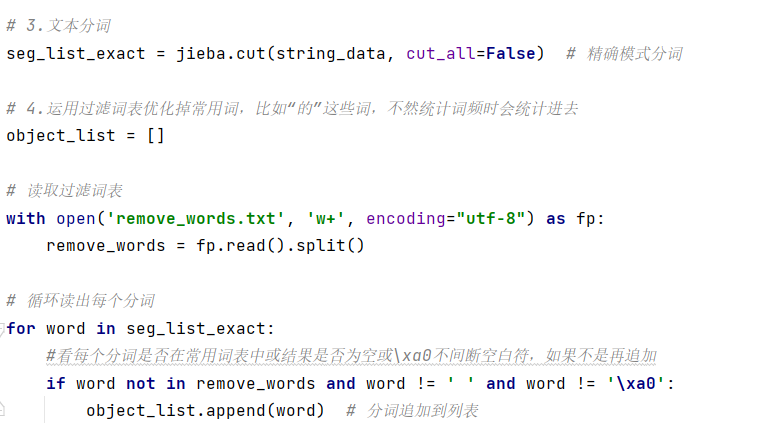 # 3.文本分词
seg_list_exact = jieba.cut(string_data, cut_all=False)  # 精确模式分词
# 4.运用过滤词表优化掉常用词，比如“的”这些词，不然统计词频时会统计进去
object_list = []
# 读取过滤词表
with open('remove_words.txt', 'w+', encoding="utf-8") as fp:
    remove_words = fp.read().split()
# 循环读出每个分词
for word in seg_list_exact:
    #看每个分词是否在常用词表中或结果是否为空或\xa0不间断空白符，如果不是再追加
    if word not in remove_words and word != ' ' and word != '\xa0':
        object_list.append(word)  # 分词追加到列表